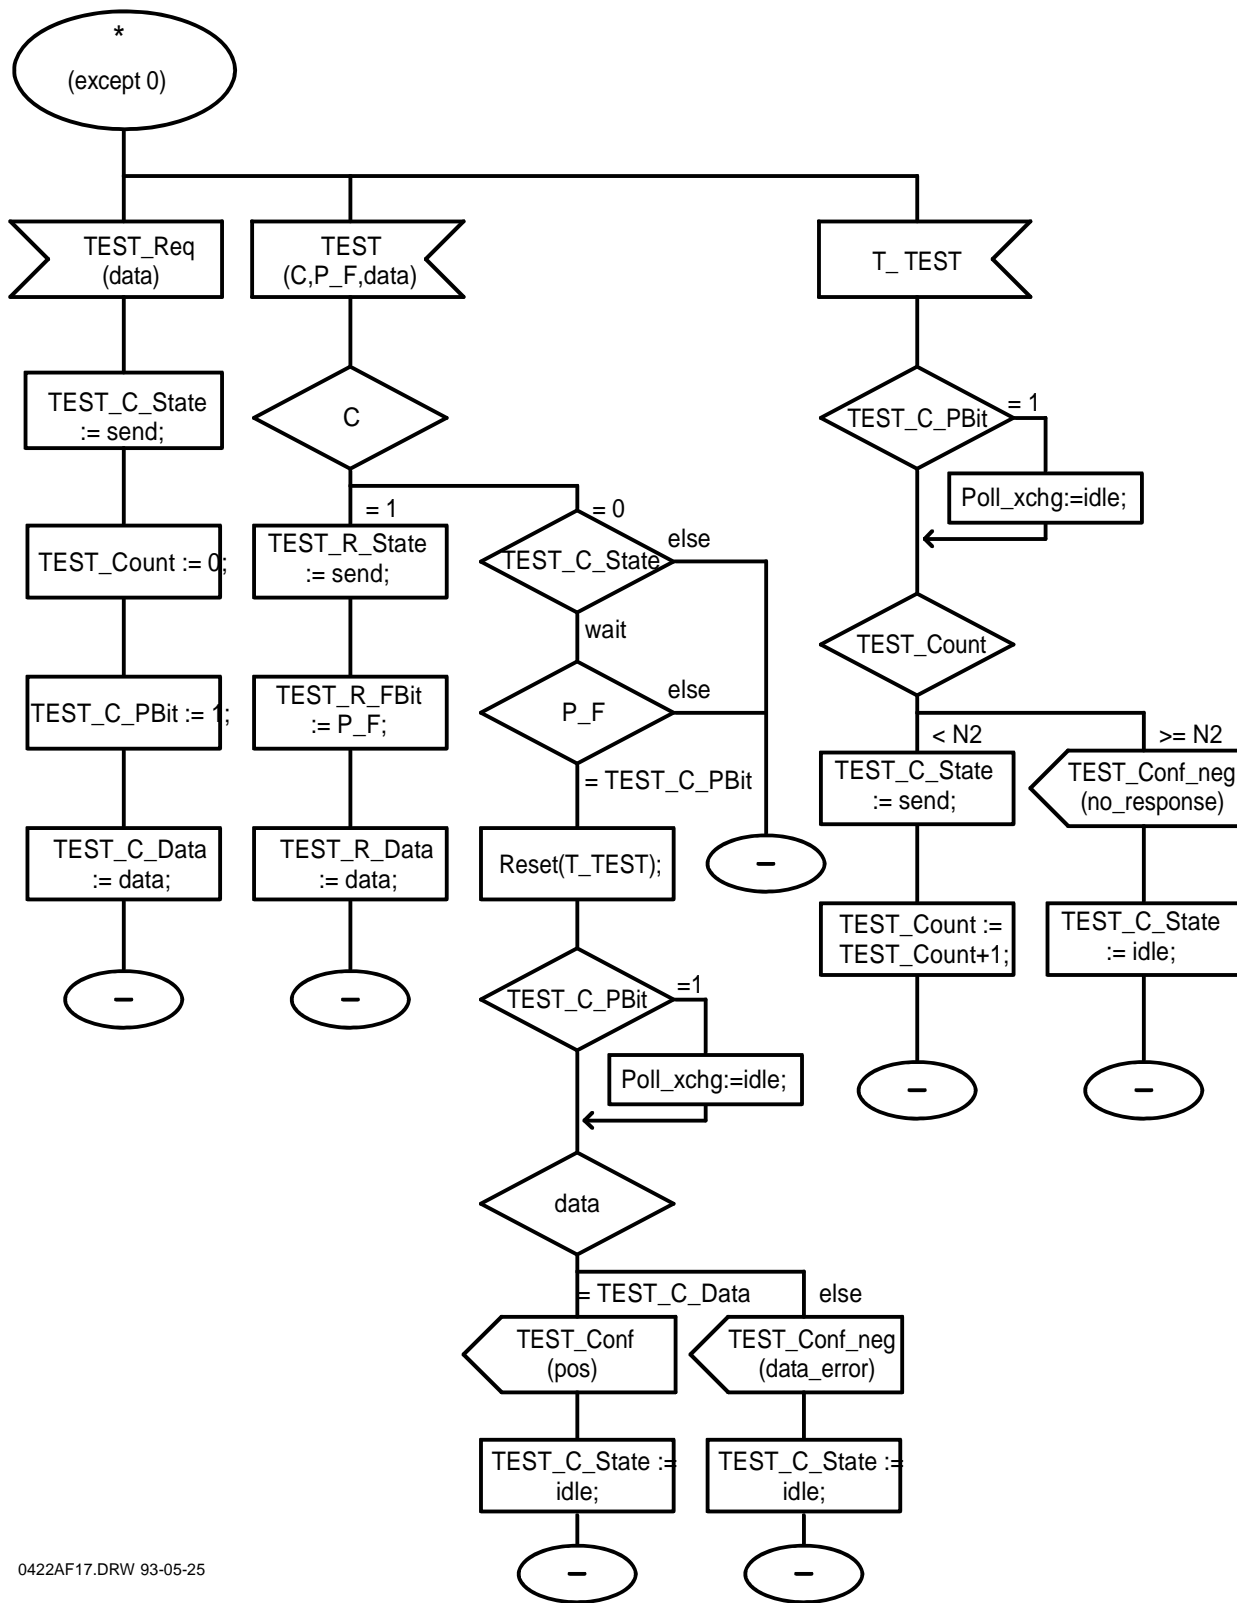 *
(except 0)
TEST_Req
(data)
TEST
(C,P_F,data)
T_ TEST
TEST_C_State
:= send;
C
TEST_C_PBit
= 1
Poll_xchg:=idle;
TEST_Count := 0;
= 1
TEST_R_State
:= send;
= 0
TEST_C_State
else
wait
TEST_Count
TEST_C_PBit := 1;
TEST_R_FBit
:= P_F;
P_F
else
= TEST_C_PBit
< N2
TEST_C_State
:= send;
>= N2
TEST_Conf_neg
(no_response)
TEST_C_Data
:= data;
TEST_R_Data
:= data;
Reset(T_TEST);
–
TEST_Count :=
TEST_Count+1;
TEST_C_State
:= idle;
–
–
TEST_C_PBit
=1
Poll_xchg:=idle;
–
–
data
= TEST_C_Data
else
TEST_Conf
(pos)
TEST_Conf_neg
(data_error)
TEST_C_State :=
idle;
TEST_C_State :=
idle;
–
–
0422AF17.DRW 93-05-25